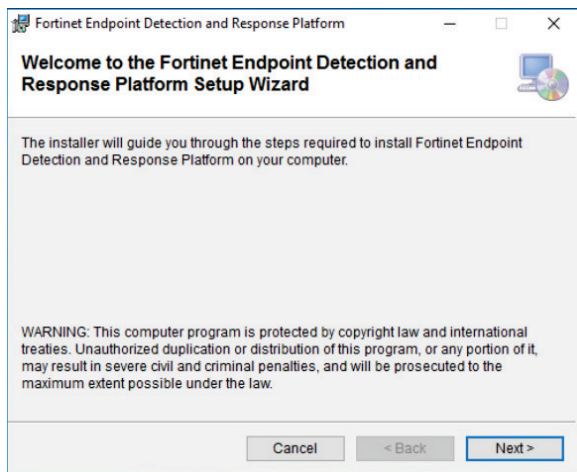 Fortinet Endpoint Detection and Response Platform
Welcome to the Fortinet Endpoint Detection and
Response Platform Setup Wizard
The installer will guide you through the steps required to install Fortinet Endpoint
Detection and Response Platform on your computer.
WARNING: This computer program is protected by copyright law and international
treaties. Unauthorized duplication or distribution of this program, or any portion of it,
may result in severe civil and criminal penalties, and will be prosecuted to the
maximum extent possible under the law.
Cancel
< Back
Next >